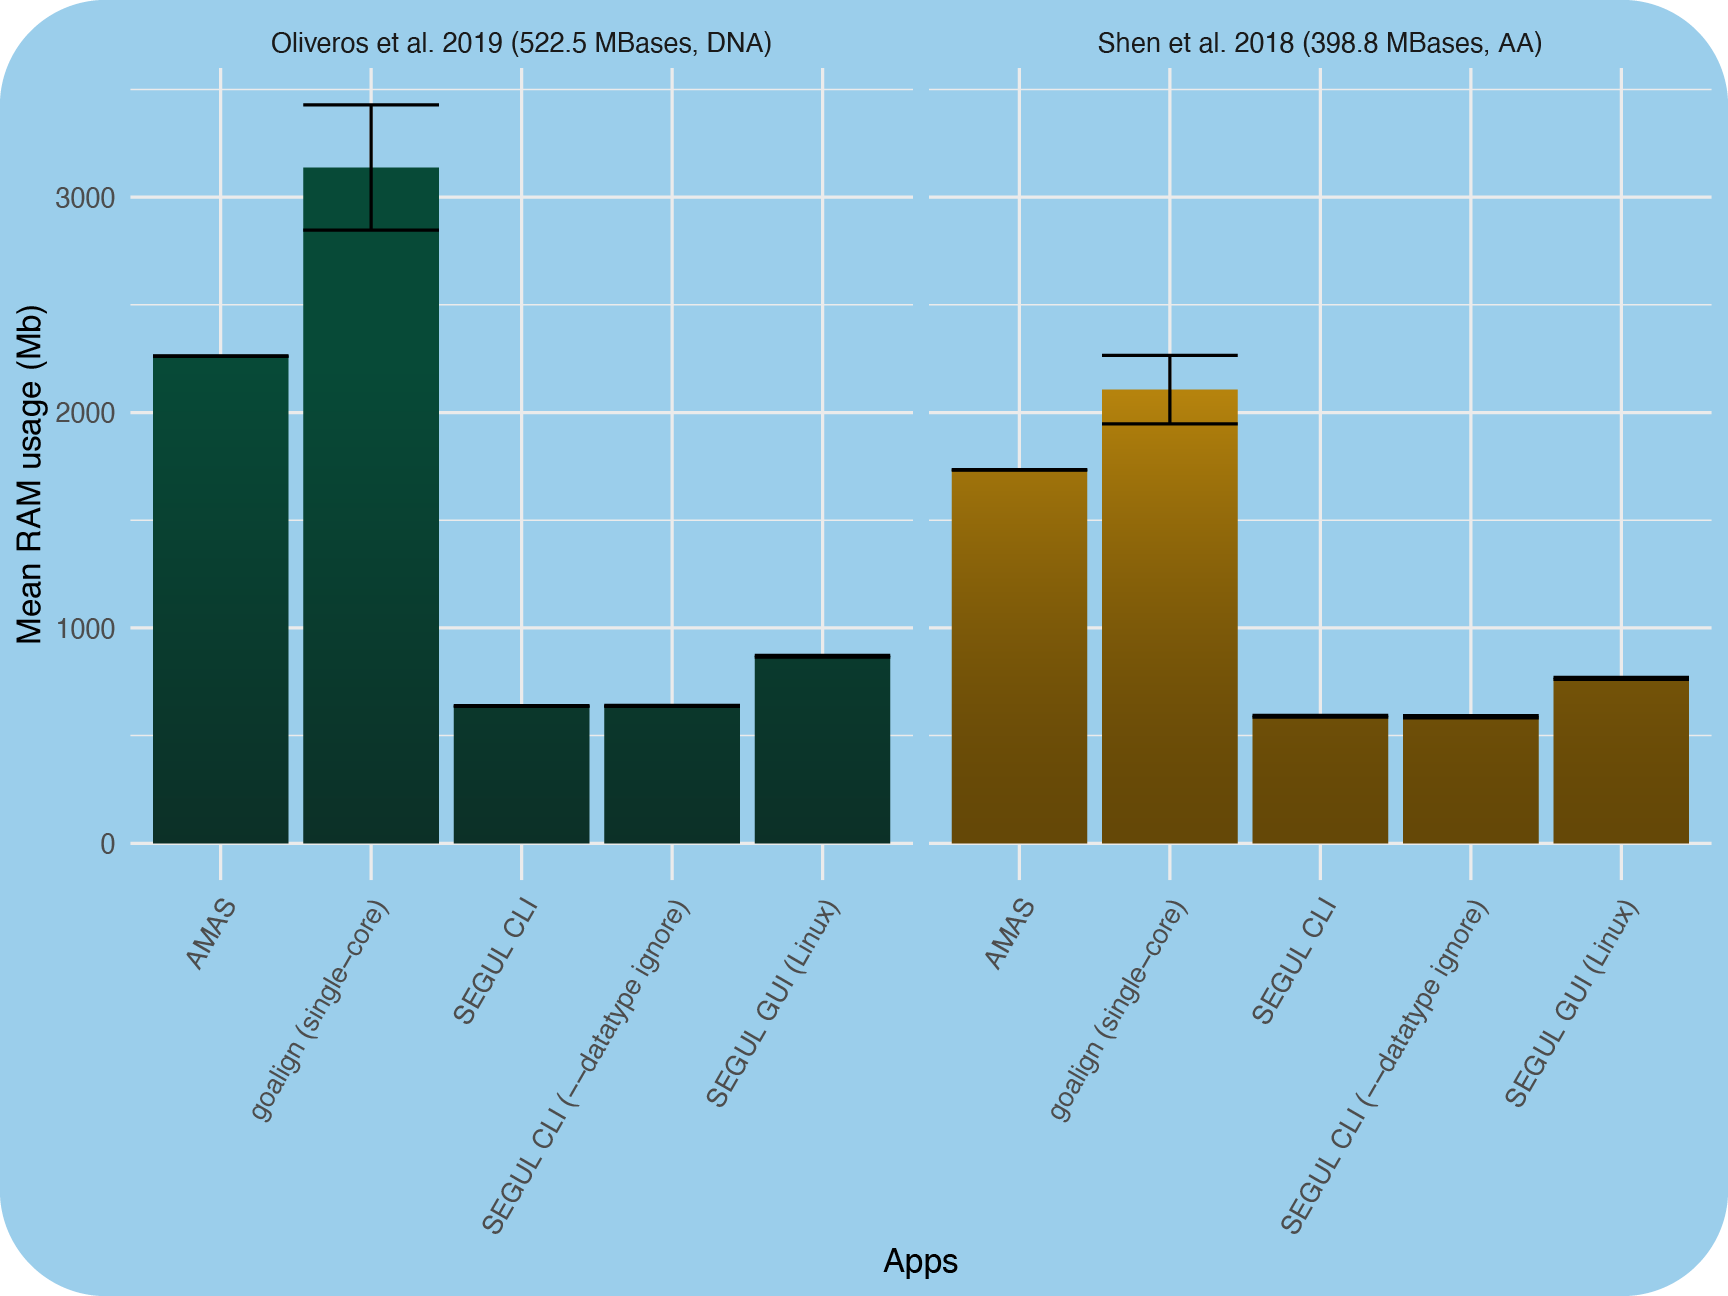 Oliveros et al. 2019 (522.5 MBases, DNA)
Shen et al. 2018 (398.8 MBases, AA)
Mean RAM usage (Mb)
3000
2000
1000
0
AMAS
goalign (single−core)
SEGUL CLI
SEGUL CLI (−−datatype ignore)
SEGUL GUI (Linux)
AMAS
goalign (single−core)
SEGUL CLI
SEGUL CLI (−−datatype ignore)
SEGUL GUI (Linux)
Apps